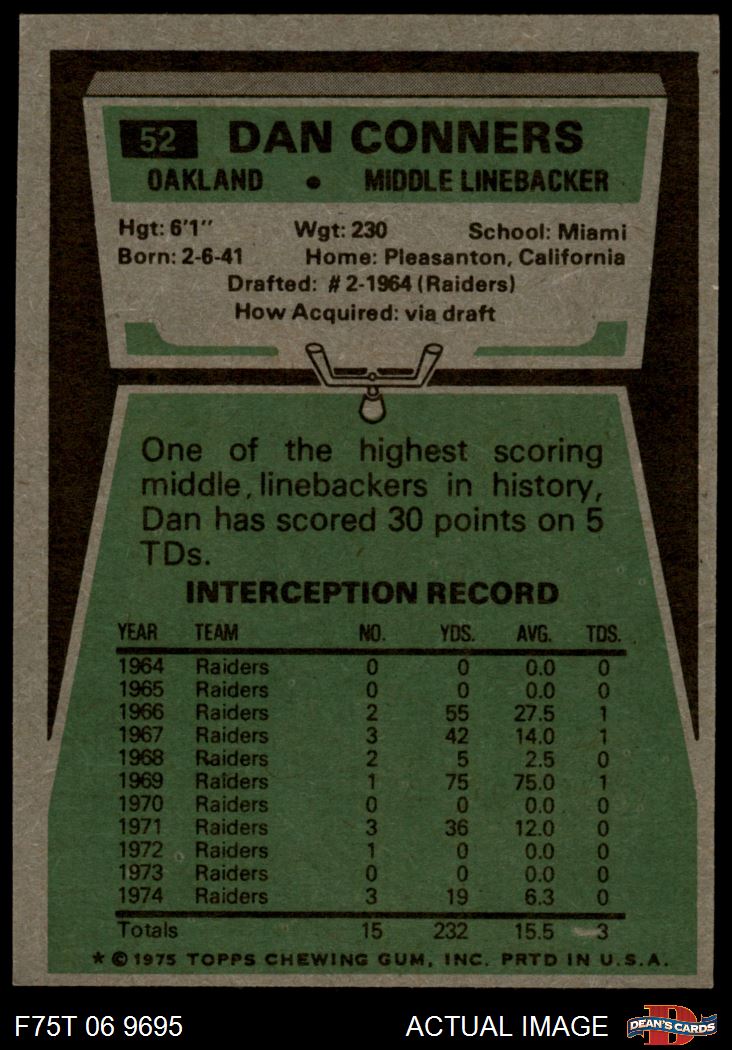 52 DAN CONNERS
OAKLAND • MIDDLE LINEBACKER
Hgt: 6'1" Wgt: 230 School: Miami
Born: 2-6-41 Home: Pleasanton, California
Drafted: #2-1964 (Raiders)
How Acquired: via draft
One of the highest scoring
middle linebackers in history,
Dan has scored 30 points on 5
TDs.
INTERCEPTION RECORD
YEAR TEAM NO. YDS. AVG. TDS.
1964 Raiders 0 0 0.0 0
1965 Raiders 0 0 0.0 0
1966 Raiders 2 55 27.5 1
1967 Raiders 3 42 14.0 1
1968 Raiders 2 5 2.5 0
1969 Raiders 1 75 75.0 1
1970 Raiders 0 0 0.0 0
1971 Raiders 3 36 12.0 0
1972 Raiders 1 0 0.0 0
1973 Raiders 0 0 0.0 0
1974 Raiders 3 19 6.3 0
Totals 15 232 15.5 3
* © 1975 TOPPS CHEWING GUM, INC. PRTD IN U.S.A.
F75T 06 9695 ACTUAL IMAGE D DEAN'S CARDS